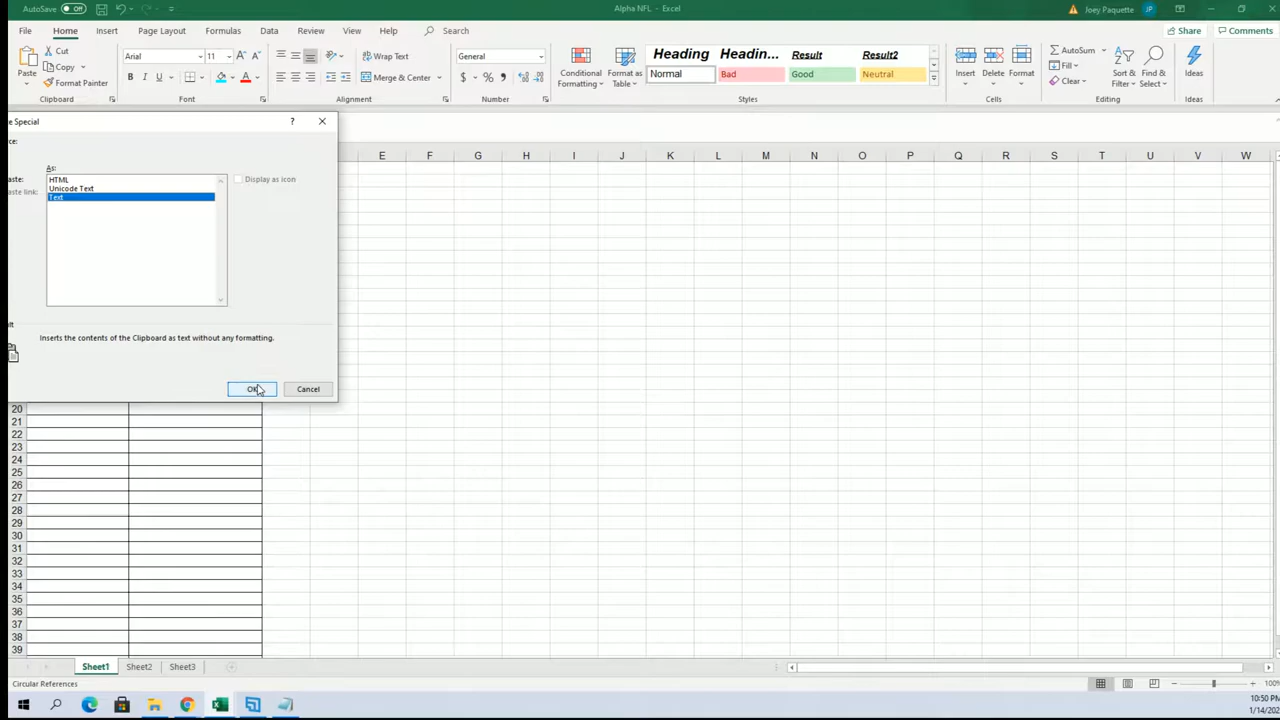 AutoSave Off Alpha NFL - Excel Joey Paquette JP
File Home Insert Page Layout Formulas Data Review View Help Search Share Comments
Paste Cut Copy Format Painter Clipboard
Arial 11 B I U Font
Wrap Text Merge & Center Alignment
General $ % Number
Conditional Formatting Format as Table
Heading Headin... Result Result2
Normal Bad Good Neutral Styles
Insert Delete Format Cells
AutoSum Fill Clear Sort & Filter Find & Select Editing
Ideas Ideas
e Special ? 
rce:
As:
aste: HTML
aste link: Unicode Text
Text
Display as icon
Inserts the contents of the Clipboard as text without any formatting.
OK Cancel
E F G H I J K L M N O P Q R S T U V W
20
21
22
23
24
25
26
27
28
29
30
31
32
33
34
35
36
37
38
39
Sheet1 Sheet2 Sheet3
Circular References 100%
10:50 PM
1/14/202